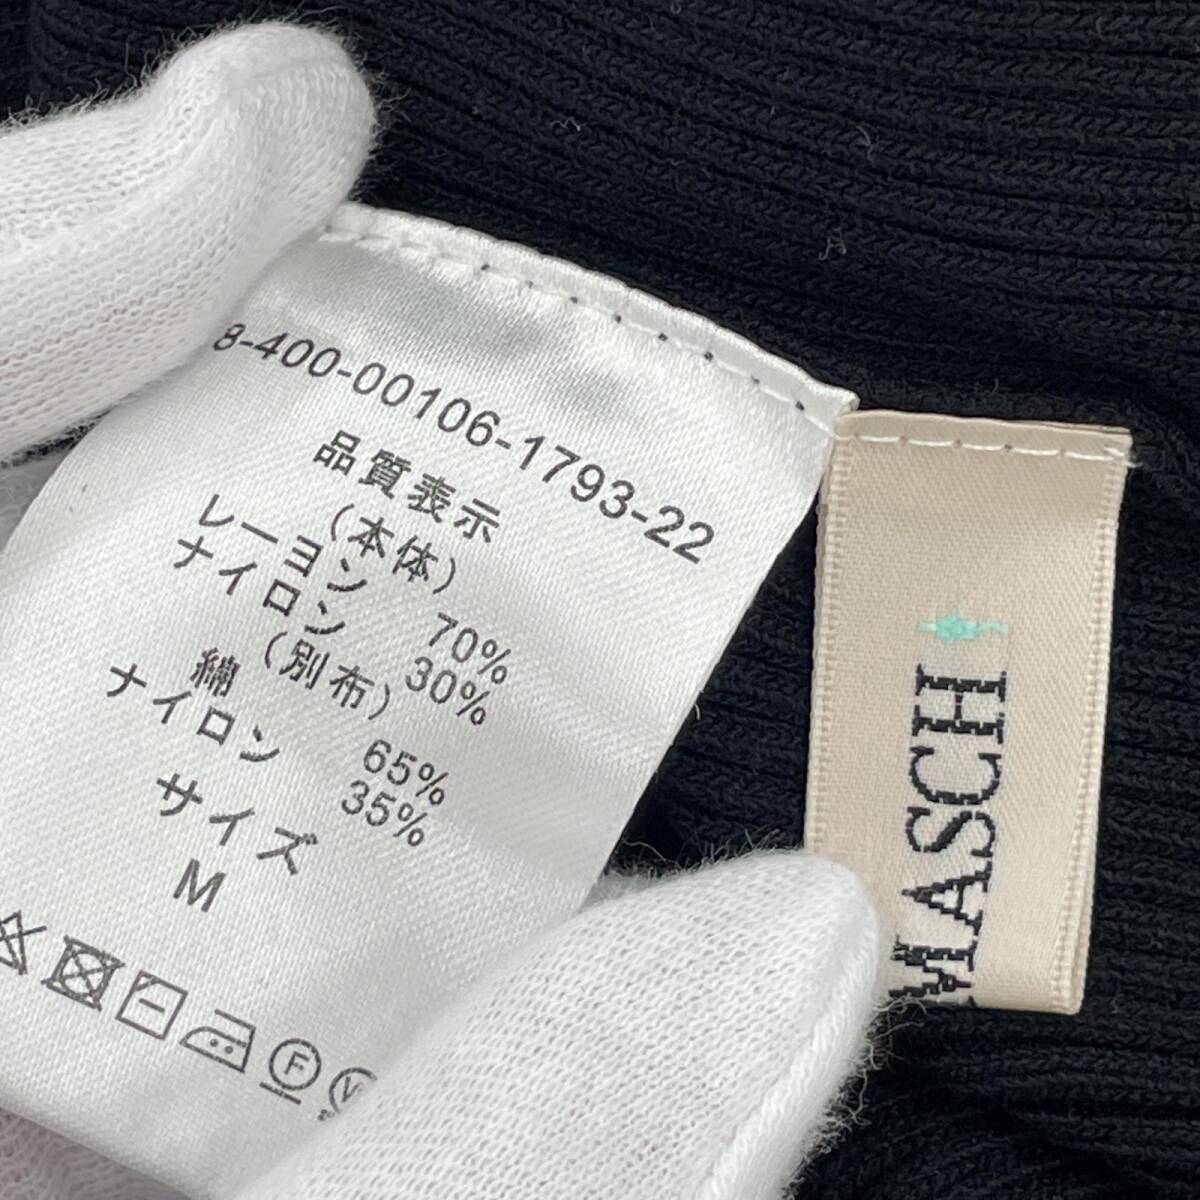 8-400-00106-1793-22
品質表示
(本体)
レーヨン 70%
ナイロン 30%
(別布)
綿 65%
ナイロン 35%
サイズ
M
F
MASCH